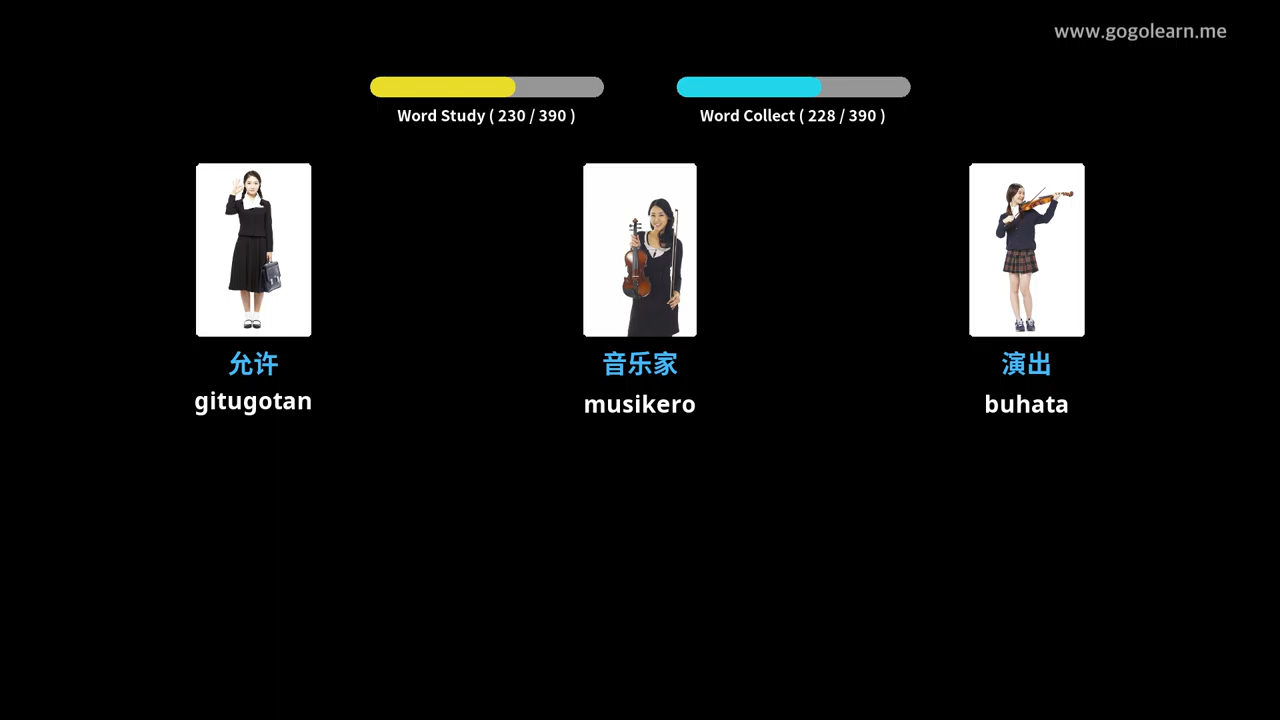 www.gogolearn.me
Word Study ( 230 / 390 )
Word Collect ( 228 / 390 )
允许
音乐家
演出
gitugotan
musikero
buhata